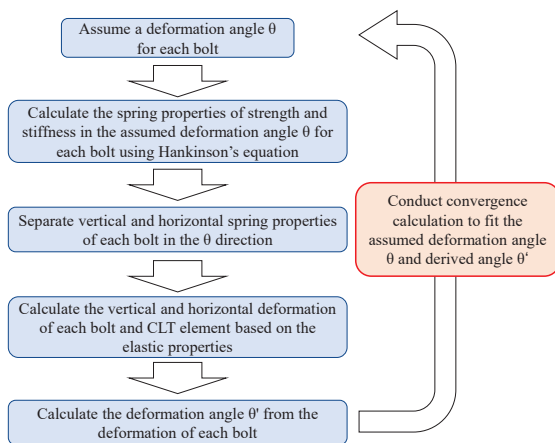 Assume a deformation angle θ
for each bolt
Calculate the spring properties of strength and
stiffness in the assumed deformation angle θ for
each bolt using Hankinson's equation
Separate vertical and horizontal spring properties
of each bolt in the θ direction
Calculate the vertical and horizontal deformation
of each bolt and CLT element based on the
elastic properties
Calculate the deformation angle θ' from the
deformation of each bolt
Conduct convergence
calculation to fit the
assumed deformation angle
θ and derived angle θ‘